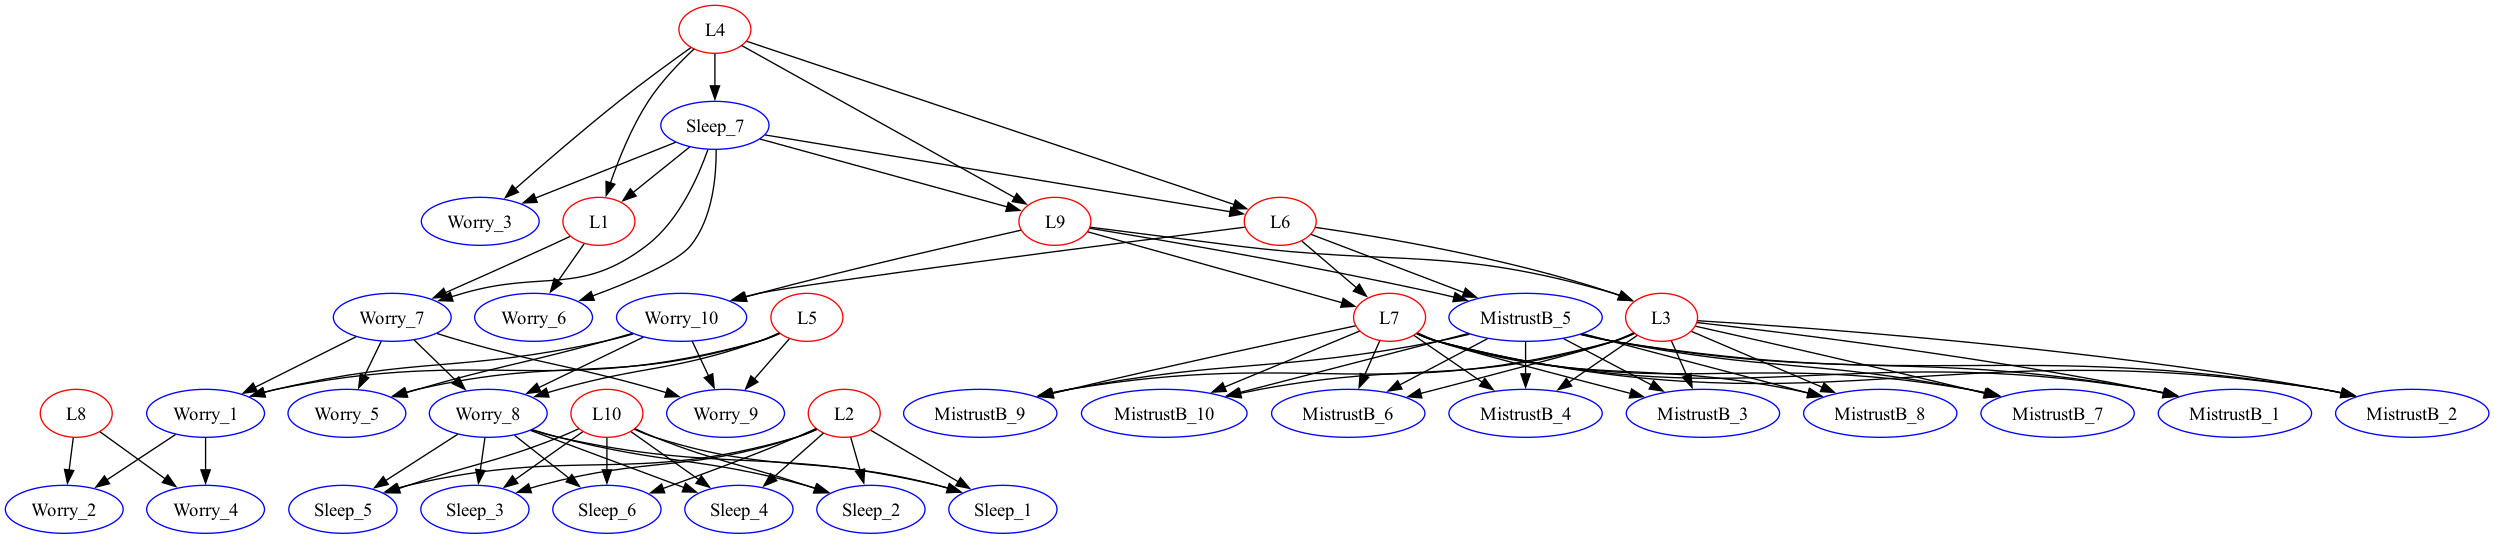 L4
Sleep_7
Worry_3
L1
L9
L6
Worry_7
Worry_6
Worry_10
L5
L7
MistrustB_5
L3
L8
Worry_1
Worry_5
Worry_8
L10
Worry_9
L2
MistrustB_9
MistrustB_10
MistrustB_6
MistrustB_4
MistrustB_3
MistrustB_8
MistrustB_7
MistrustB_1
MistrustB_2
Worry_2
Worry_4
Sleep_5
Sleep_3
Sleep_6
Sleep_4
Sleep_2
Sleep_1